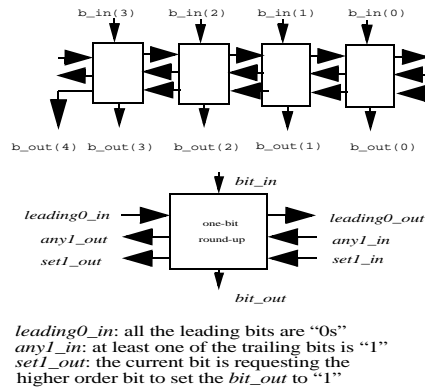 b_in(3) b_in(2) b_in(1) b_in(0)
b_out(4) b_out(3) b_out(2) b_out(1) b_out(0)
bit_in
leading0_in one-bit leading0_out
any1_out round-up any1_in
set1_out set1_in
bit_out
leading0_in: all the leading bits are “0s”
any1_in: at least one of the trailing bits is “1”
set1_out: the current bit is requesting the
higher order bit to set the bit_out to “1”